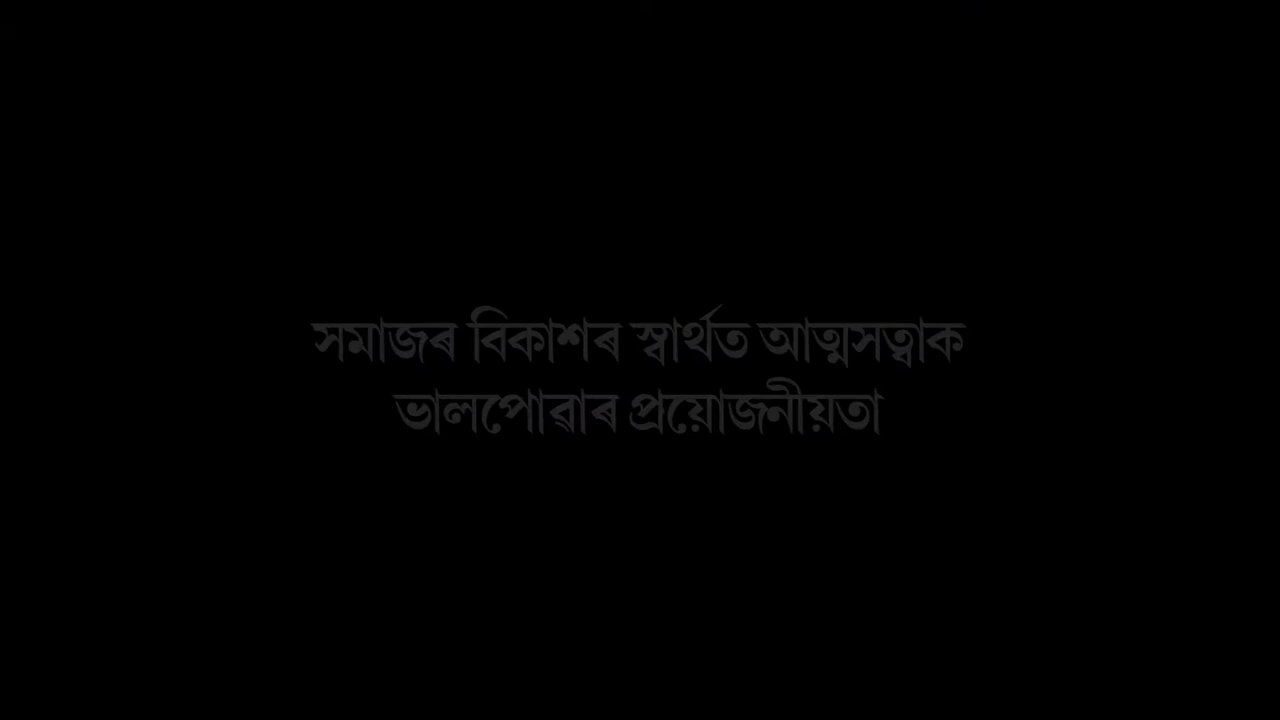 সমাজৰ বিকাশৰ স্বাৰ্থত আত্মসত্বাক
ভালপোৱাৰ প্ৰয়োজনীয়তা